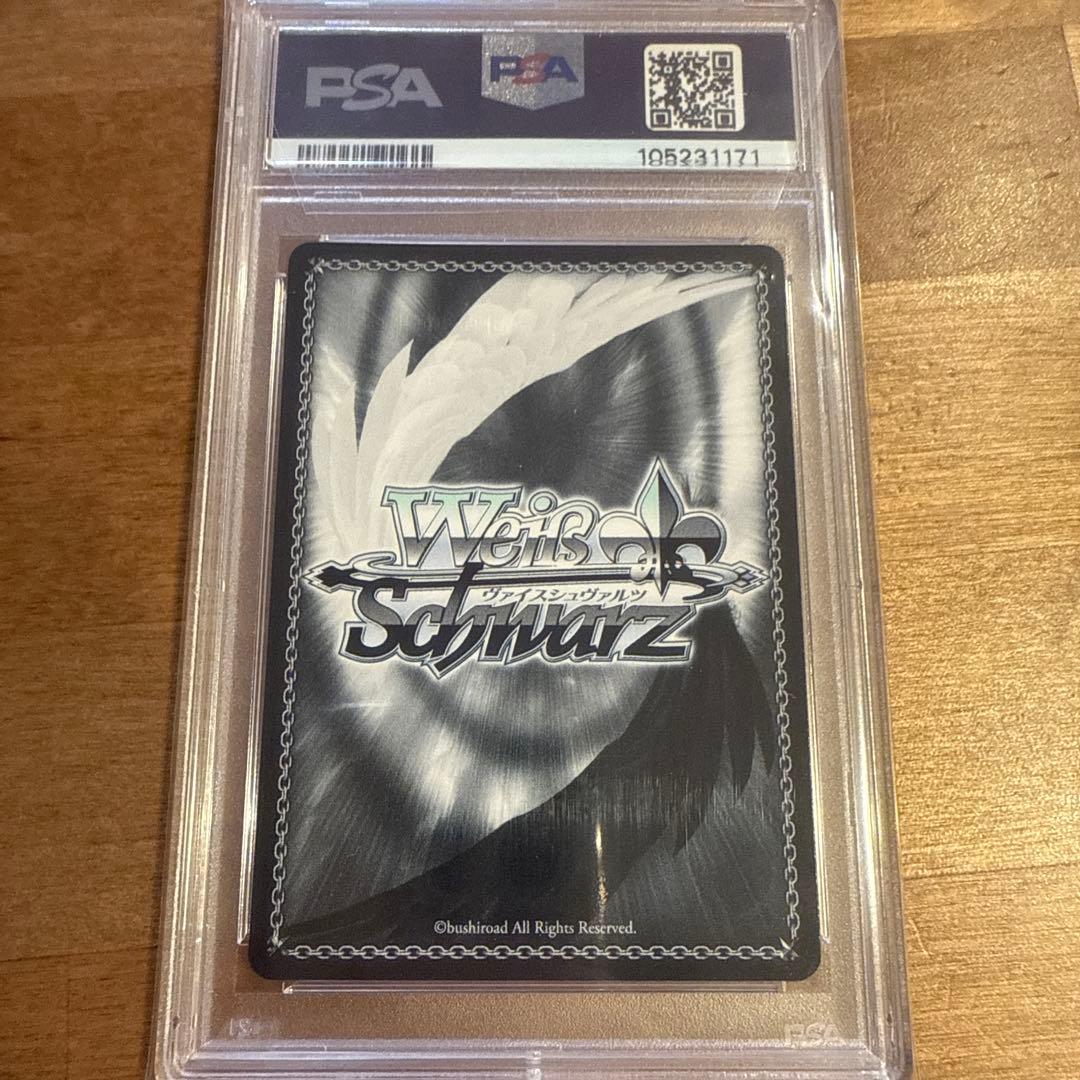 PSA
PSA
105231171
Weiß
ヴァイスシュヴァルツ
Schwarz
©bushiroad All Rights Reserved.
PSA